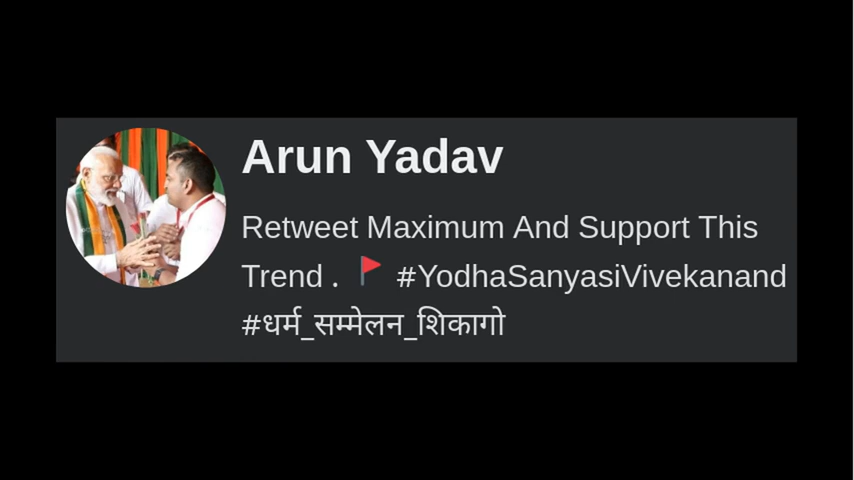 Arun Yadav
Retweet Maximum And Support This
Trend . 🚩 #YodhaSanyasiVivekanand
#धर्म_सम्मेलन_शिकागो